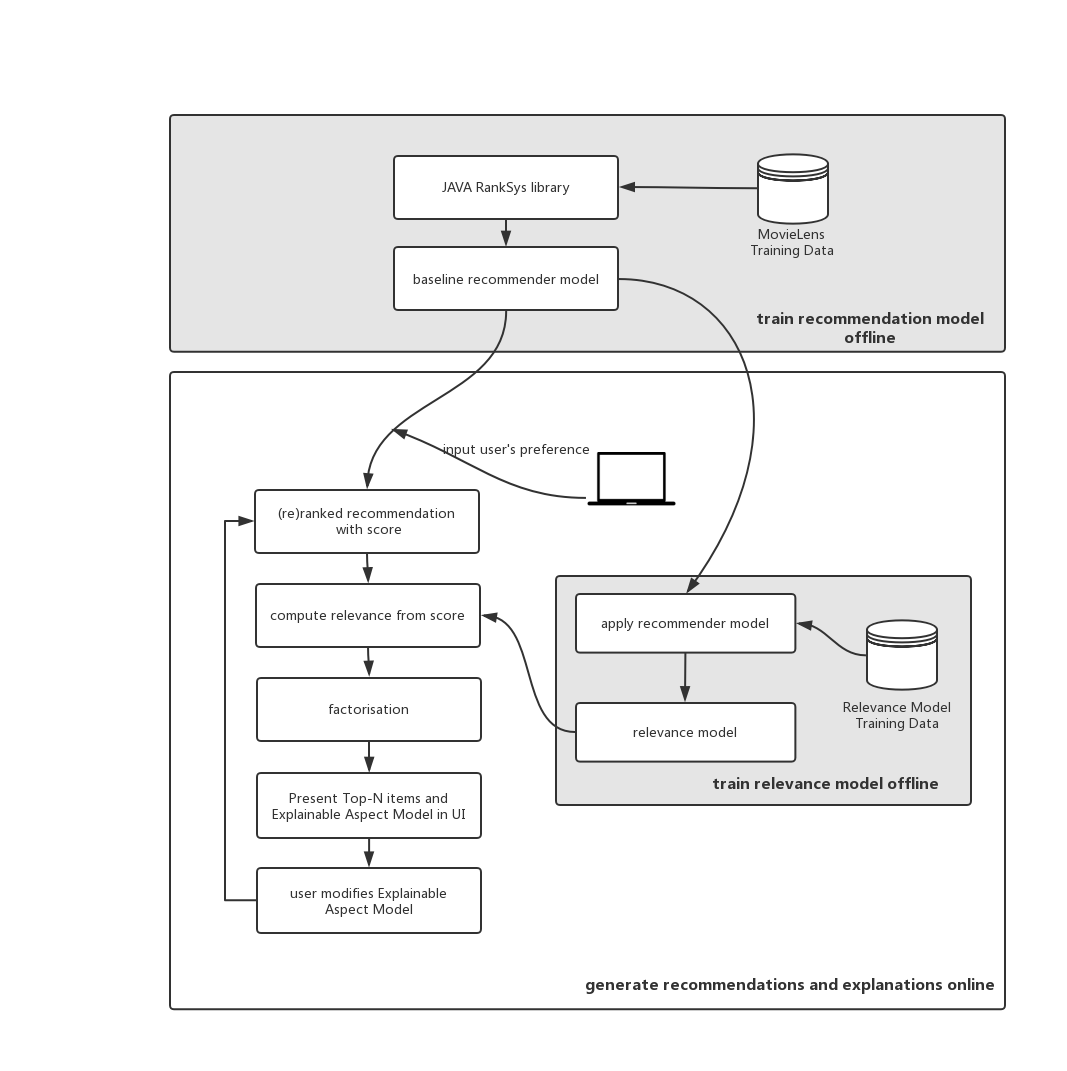 JAVA RankSys library
MovieLens
Training Data
baseline recommender model
train recommendation model
offline
input user's preference
(re)ranked recommendation
with score
compute relevance from score
factorisation
Present Top-N items and
Explainable Aspect Model in UI
user modifies Explainable
Aspect Model
apply recommender model
Relevance Model
Training Data
relevance model
train relevance model offline
generate recommendations and explanations online